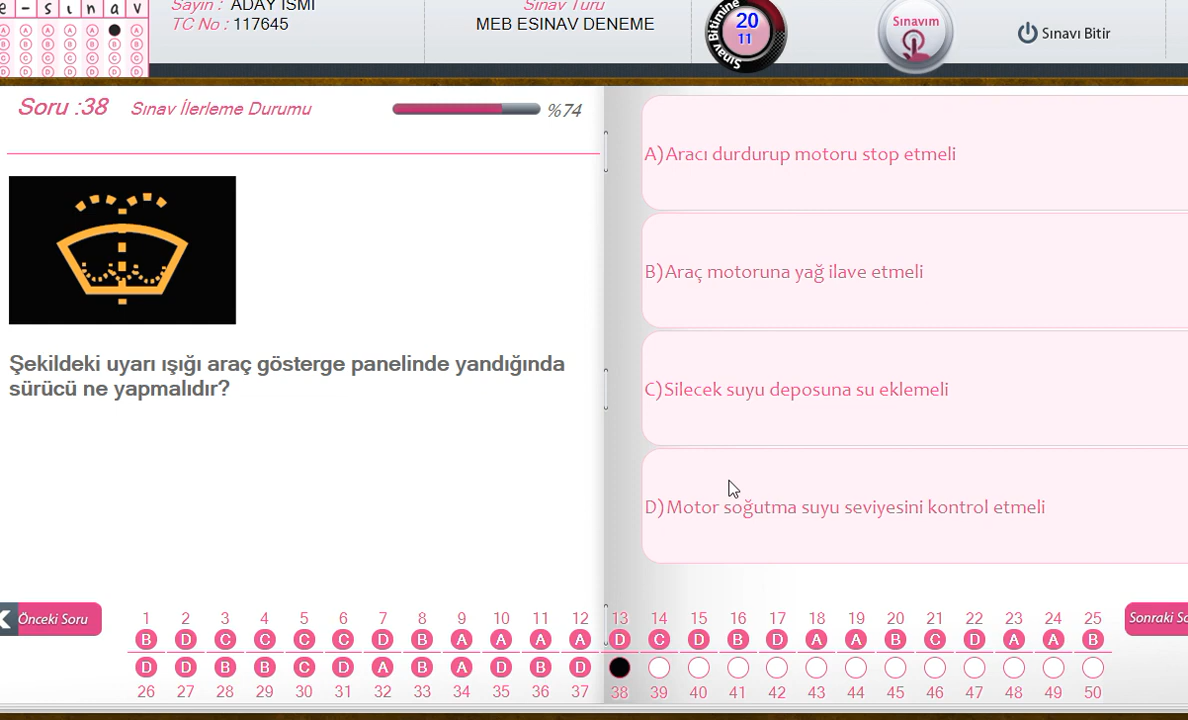 e - s ı n a v
Sayın : ADAY İSMİ
TC No : 117645
Sınav Türü
MEB ESINAV DENEME
Sınav Bitimine
20
11
Sınavım
Sınavı Bitir
Soru :38 Sınav İlerleme Durumu %74
Şekildeki uyarı ışığı araç gösterge panelinde yandığında
sürücü ne yapmalıdır?
A)Aracı durdurup motoru stop etmeli
B)Araç motoruna yağ ilave etmeli
C)Silecek suyu deposuna su eklemeli
D)Motor soğutma suyu seviyesini kontrol etmeli
Önceki Soru
Sonraki So
1 2 3 4 5 6 7 8 9 10 11 12 13 14 15 16 17 18 19 20 21 22 23 24 25
B D C C C C D B A A A A D C D B D A A B C D A A B
D D B B C D A B A D B D
26 27 28 29 30 31 32 33 34 35 36 37 38 39 40 41 42 43 44 45 46 47 48 49 50